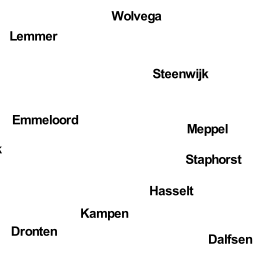 Wolvega
Lemmer
Steenwijk
Emmeloord
Meppel
Staphorst
Hasselt
Kampen
Dronten
Dalfsen